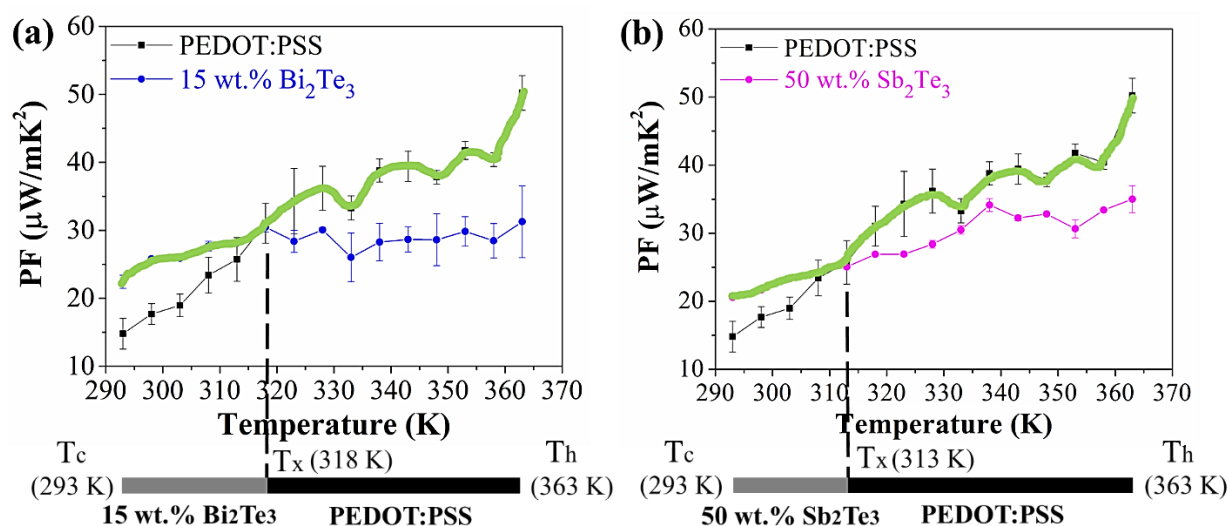 (a)
PEDOT:PSS
15 wt.% Bi₂Te₃
60
50
40
30
20
10
PF (μW/mK²)
290 300 310 320 330 340 350 360 370
Temperature (K)
Tc
(293 K)
Tx (318 K)
Th
(363 K)
15 wt.% Bi₂Te₃ PEDOT:PSS
(b)
PEDOT:PSS
50 wt.% Sb₂Te₃
60
50
40
30
20
10
PF (μW/mK²)
290 300 310 320 330 340 350 360 370
Temperature (K)
Tc
(293 K)
Tx (313 K)
Th
(363 K)
50 wt.% Sb₂Te₃ PEDOT:PSS